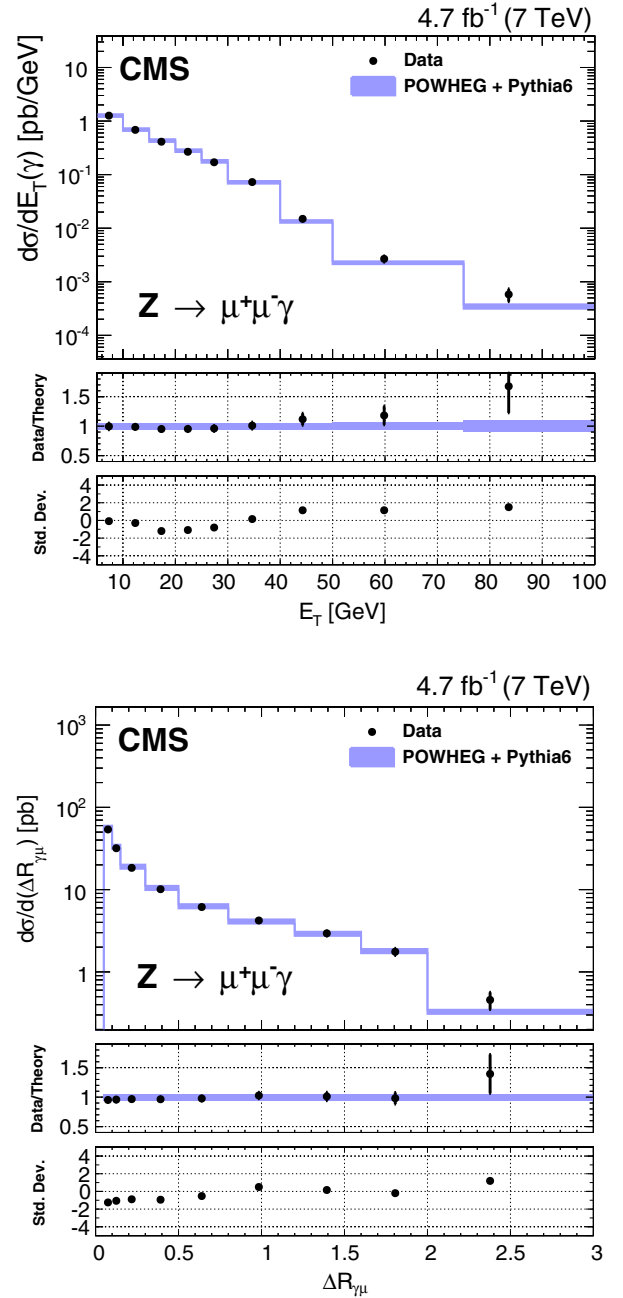 4.7 fb⁻¹ (7 TeV)
CMS
Data
POWHEG + Pythia6
dσ/dE_T(γ) [pb/GeV]
10
1
10⁻¹
10⁻²
10⁻³
10⁻⁴
Z → μ⁺μ⁻γ
Data/Theory
1.5
1
0.5
Std. Dev.
4
2
0
-2
-4
10 20 30 40 50 60 70 80 90 100
E_T [GeV]
4.7 fb⁻¹ (7 TeV)
CMS
Data
POWHEG + Pythia6
dσ/d(ΔR_γμ) [pb]
10³
10²
10
1
Z → μ⁺μ⁻γ
Data/Theory
1.5
1
0.5
Std. Dev.
4
2
0
-2
-4
0 0.5 1 1.5 2 2.5 3
ΔR_γμ